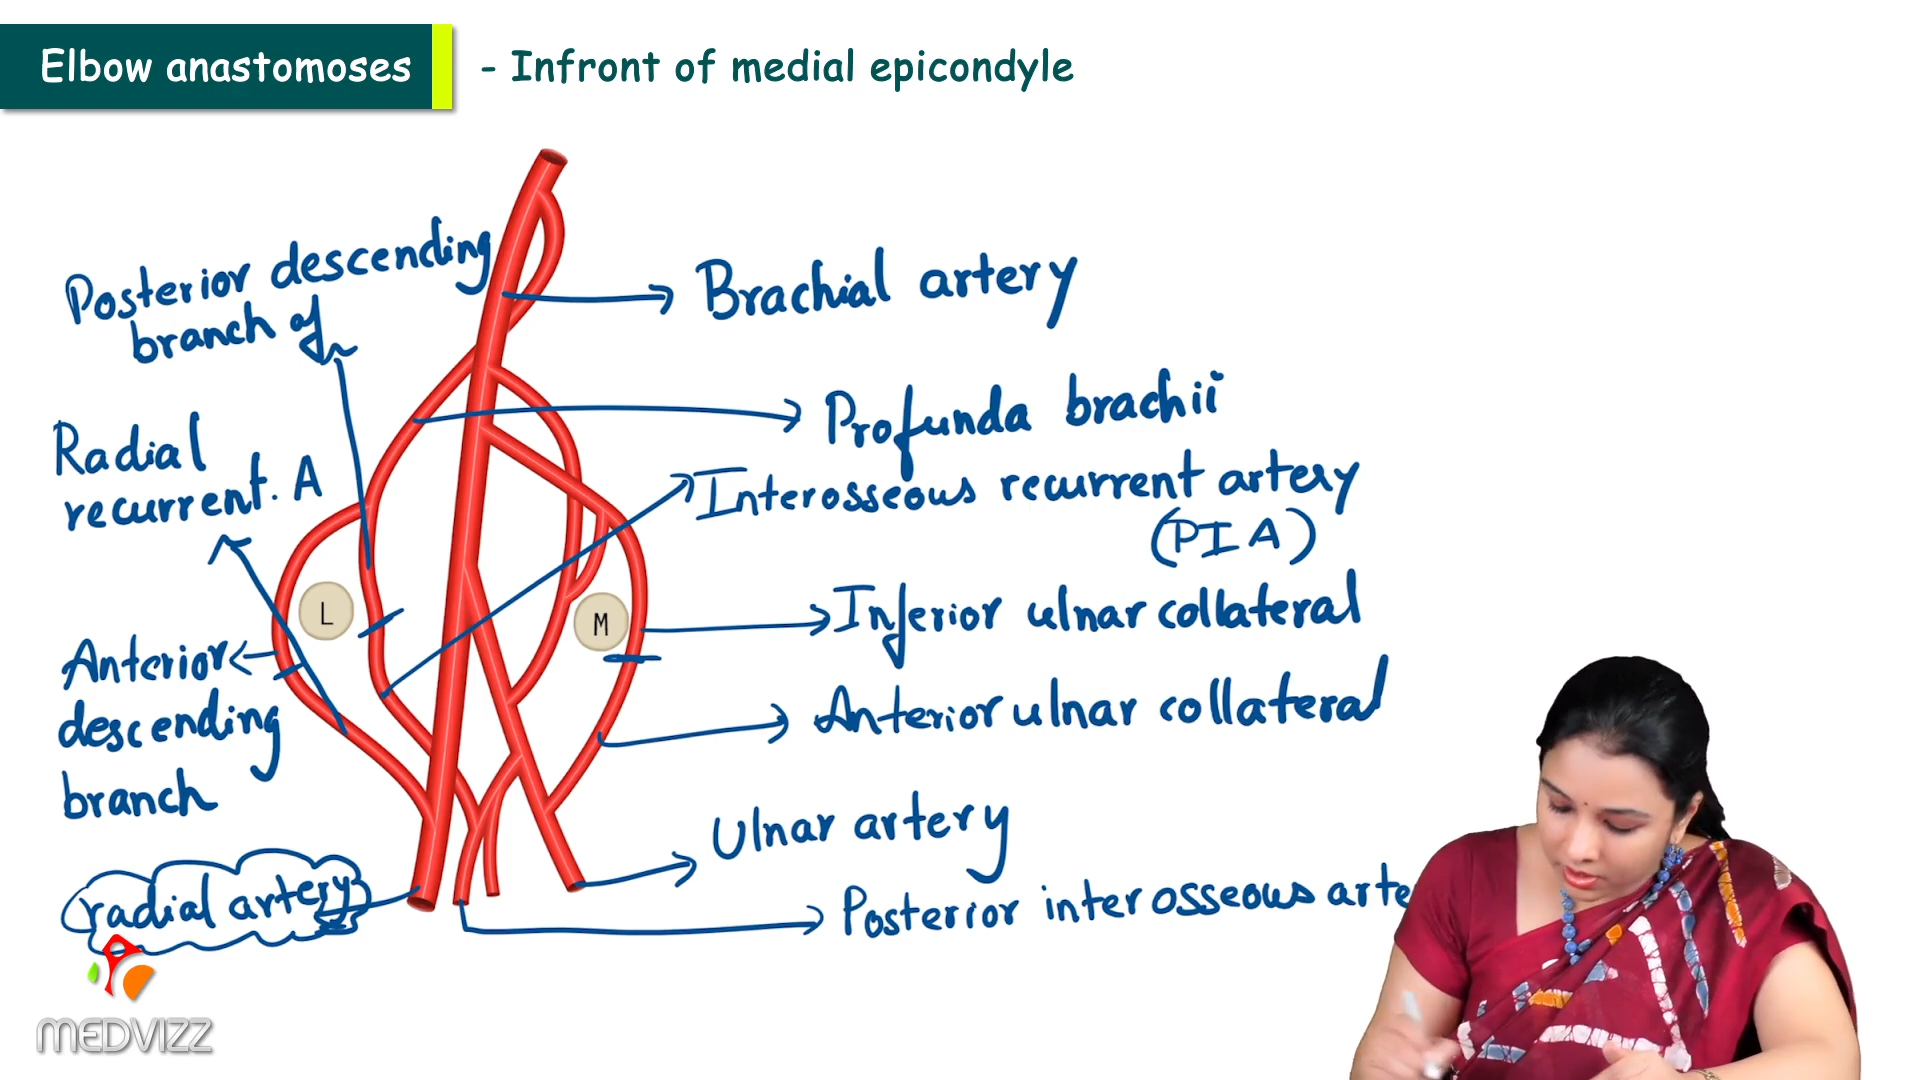 Elbow anastomoses - Infront of medial epicondyle
Posterior descending
branch of
Brachial artery
Profunda brachii
Radial
recurrent. A
Interosseous recurrent artery
(PIA)
L
M
Inferior ulnar collateral
Anterior
descending
branch
Anterior ulnar collateral
Ulnar artery
radial artery
Posterior interosseous arte
MEDVIZZ